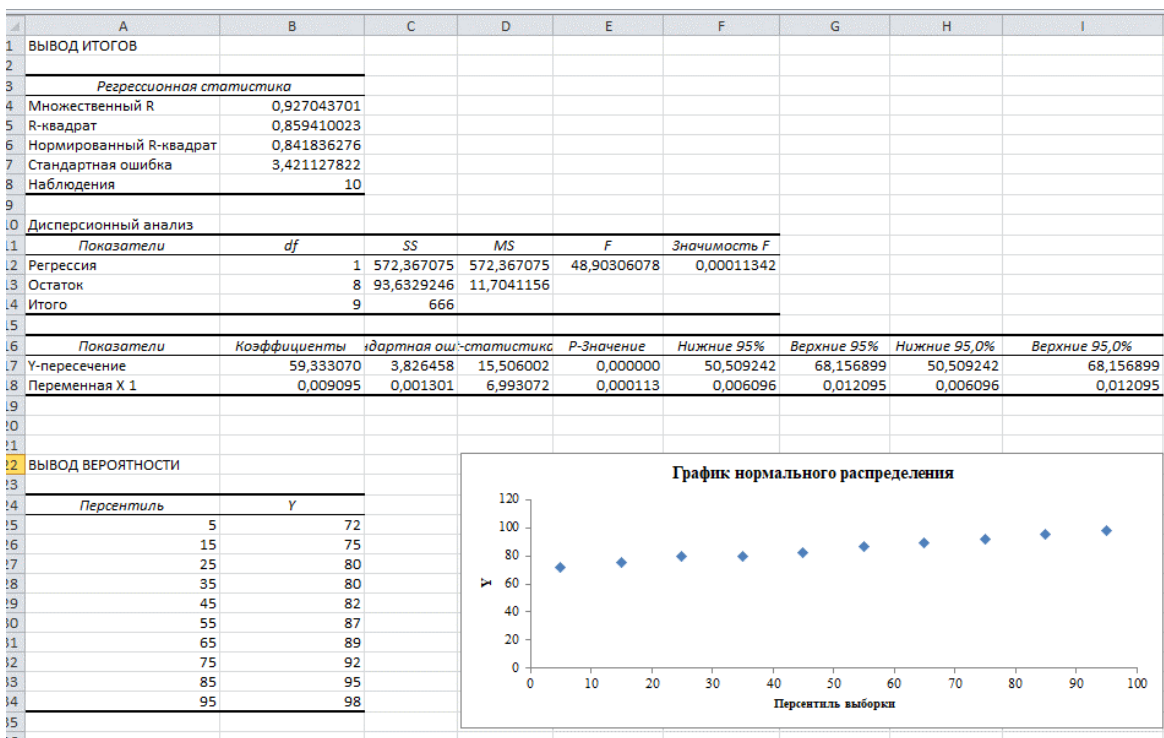 A B C D E F G H I
1 ВЫВОД ИТОГОВ
2
3 Регрессионная статистика
4 Множественный R 0,927043701
5 R-квадрат 0,859410023
6 Нормированный R-квадрат 0,841836276
7 Стандартная ошибка 3,421127822
8 Наблюдения 10
9
10 Дисперсионный анализ
11 Показатели df SS MS F Значимость F
12 Регрессия 1 572,367075 572,367075 48,90306078 0,00011342
13 Остаток 8 93,6329246 11,7041156
14 Итого 9 666
15
16 Показатели Коэффициенты ндартная ош t-статистика P-Значение Нижние 95% Верхние 95% Нижние 95,0% Верхние 95,0%
17 Y-пересечение 59,333070 3,826458 15,506002 0,000000 50,509242 68,156899 50,509242 68,156899
18 Переменная X 1 0,009095 0,001301 6,993072 0,000113 0,006096 0,012095 0,006096 0,012095
19
20
21
22 ВЫВОД ВЕРОЯТНОСТИ
23
24 Персентиль Y
25 5 72
26 15 75
27 25 80
28 35 80
29 45 82
30 55 87
31 65 89
32 75 92
33 85 95
34 95 98
35
График нормального распределения
120
100
80
60
40
20
0
Y
0 10 20 30 40 50 60 70 80 90 100
Персентиль выборки